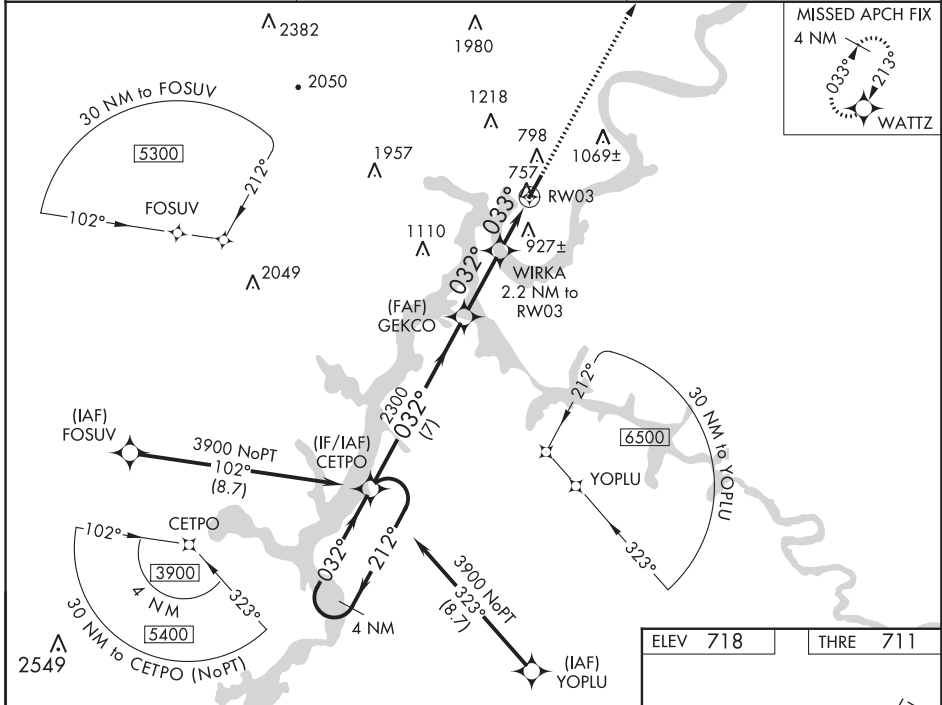 2382
1980
MISSED APCH FIX
4 NM
033°
213°
WATTZ
2050
30 NM to FOSUV
5300
212°
102°
FOSUV
1218
798
1069±
1957
757
RW03
033°
1110
927±
032°
WIRKA
2.2 NM to
RW03
2049
(FAF)
GEKCO
2300
032°
(7)
212°
30 NM to YOPLU
6500
YOPLU
323°
(IAF)
FOSUV
3900 NoPT
102°
(8.7)
(IF/IAF)
CETPO
102°
CETPO
3900
4 NM
323°
5400
30 NM to CETPO (NoPT)
032°
212°
4 NM
3900 NoPT
323°
(8.7)
(IAF)
YOPLU
2549
ELEV 718
THRE 711